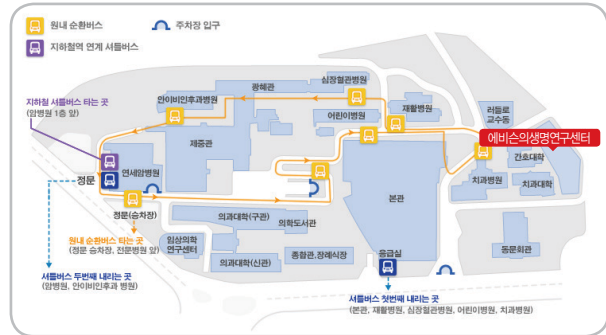 원내 순환버스
주차장 입구
지하철역 연계 셔틀버스
심장혈관병원
광혜관
안이비인후과병원
재활병원
어린이병원
러들로
교수동
지하철 셔틀버스 타는 곳
(암병원 1층 앞)
제중관
에비슨의생명연구센터
간호대학
정문
연세암병원
치과병원
치과대학
본관
정문(승차장)
의과대학(구관)
의학도서관
원내 순환버스 타는 곳
(정문 승차장, 전문병원 앞)
임상의학
연구센터
종합관,장례식장
응급실
동문회관
의과대학(신관)
셔틀버스 두번째 내리는 곳
(암병원, 안이비인후과 병원)
셔틀버스 첫번째 내리는 곳
(본관, 재활병원, 심장혈관병원, 어린이병원, 치과병원)